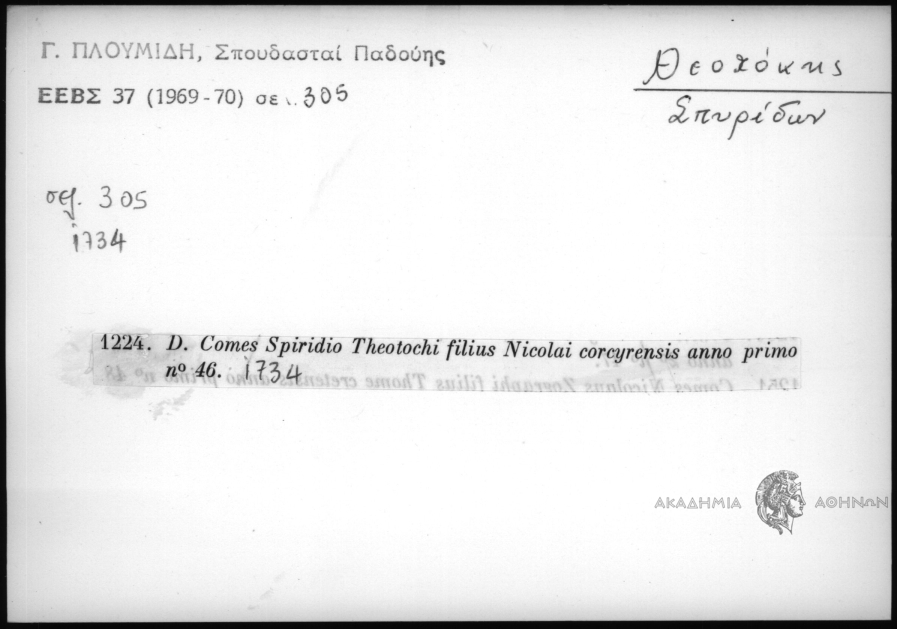 Γ. ΠΛΟΥΜΙΔΗ, Σπουδασταί Παδούης
ΕΕΒΣ 37 (1969-70) σε . 305
Θεοτόκης
Σπυρίδων
σελ. 305
1734
1224. D. Comes Spiridio Theotochi filius Nicolai corcyrensis anno primo
nº 46. 1734
ΑΚΑΔΗΜΙΑ ΑΘΗΝΩΝ